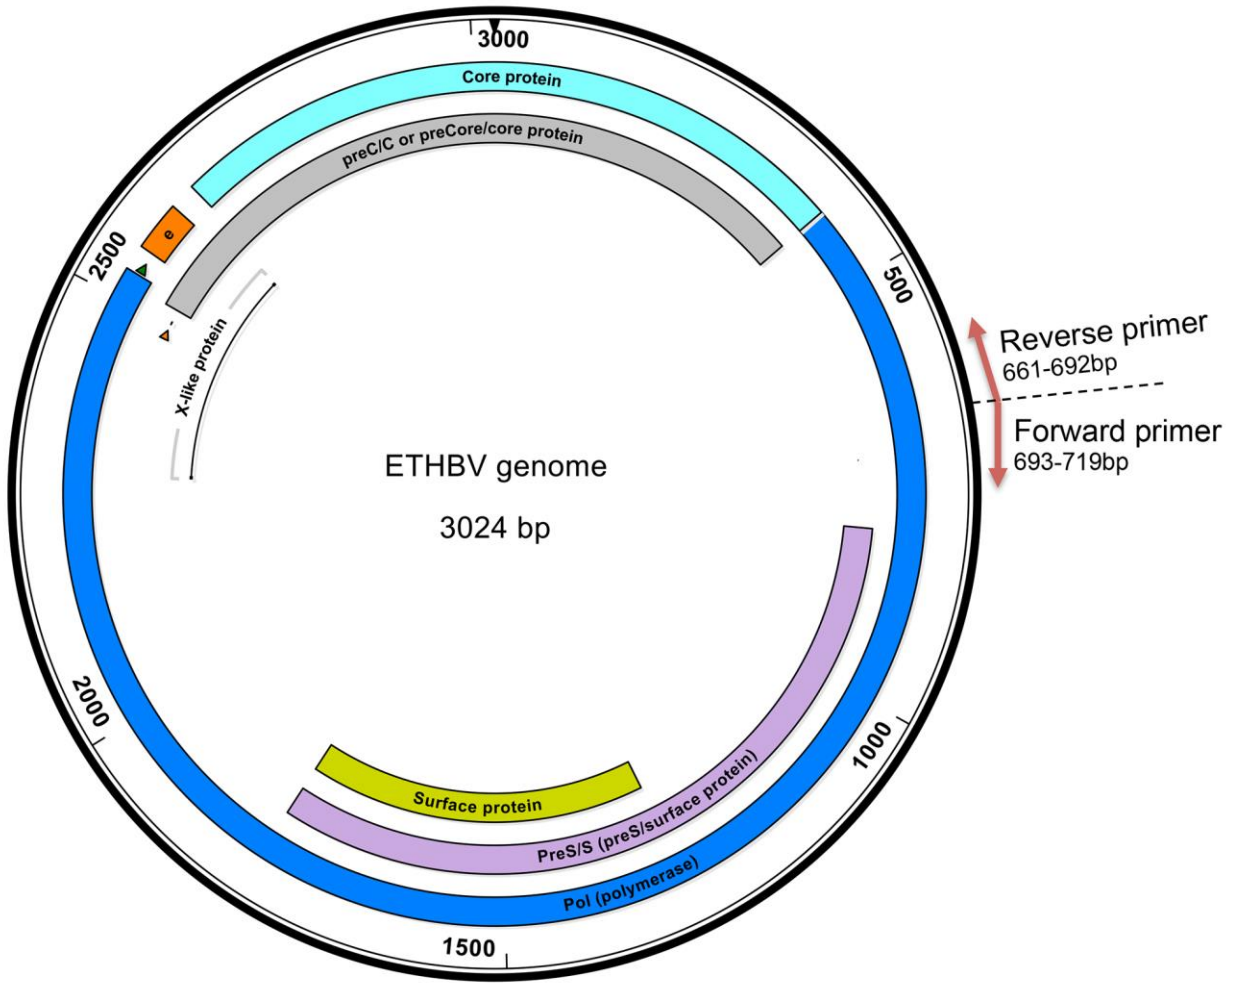 3000
Core protein
preC/C or preCore/core protein
e
2500
500
X-like protein
Reverse primer
661-692bp
Forward primer
693-719bp
ETHBV genome
3024 bp
2000
1000
Surface protein
PreS/S (preS/surface protein)
Pol (polymerase)
1500